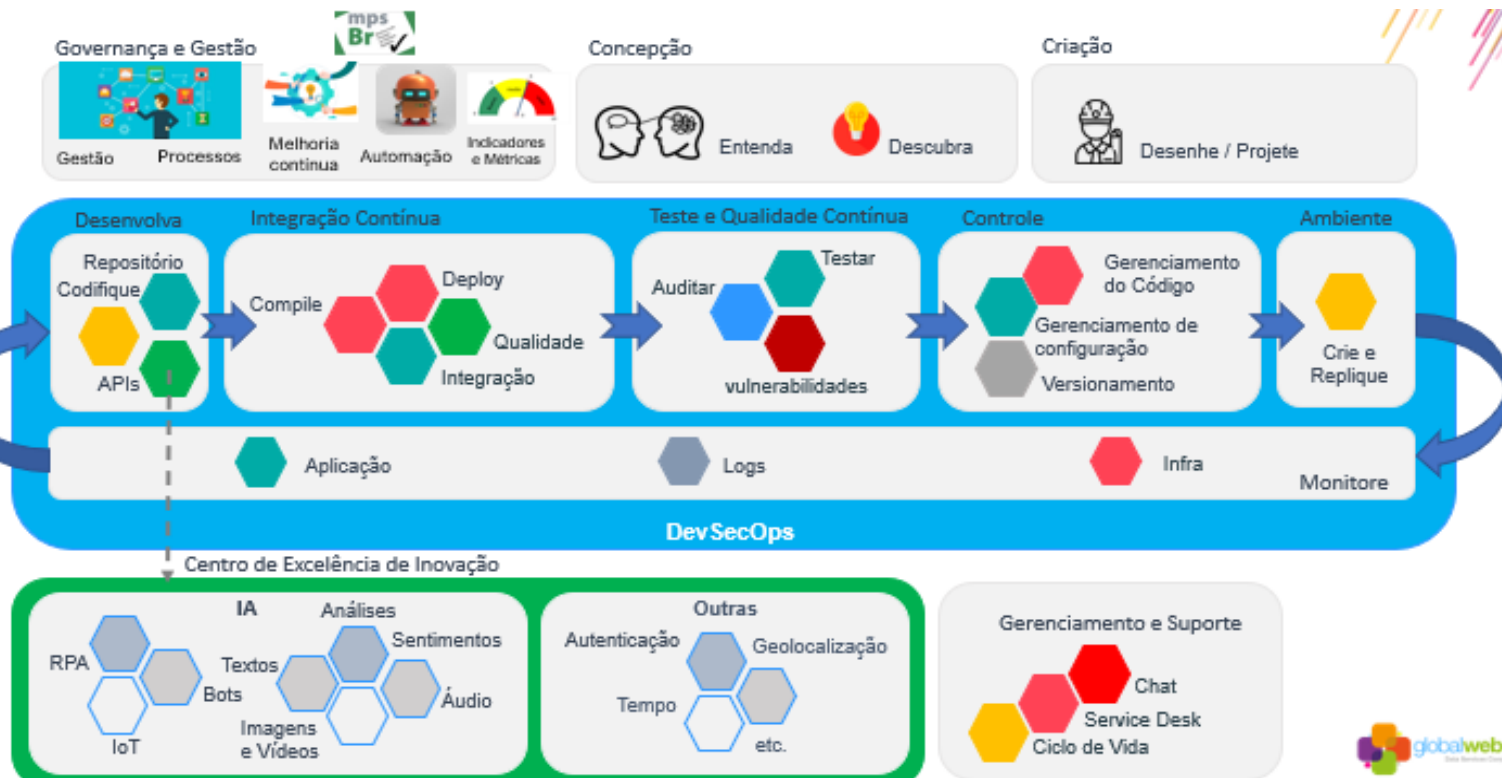 mps
Br
Governança e Gestão
Gestão
Processos
Melhoria
contínua
Automação
Indicadores
e Métricas
Concepção
Entenda
Descubra
Criação
Desenhe / Projete
Desenvolva
Repositório
Codifique
APIs
Integração Contínua
Compile
Deploy
Qualidade
Integração
Teste e Qualidade Contínua
Auditar
Testar
vulnerabilidades
Controle
Gerenciamento
do Código
Gerenciamento de
configuração
Versionamento
Ambiente
Crie e
Replique
Aplicação
Logs
Infra
Monitore
DevSecOps
Centro de Excelência de Inovação
IA
RPA
Bots
IoT
Análises
Sentimentos
Textos
Áudio
Imagens
e Vídeos
Outras
Autenticação
Geolocalização
Tempo
etc.
Gerenciamento e Suporte
Chat
Service Desk
Ciclo de Vida
globalweb